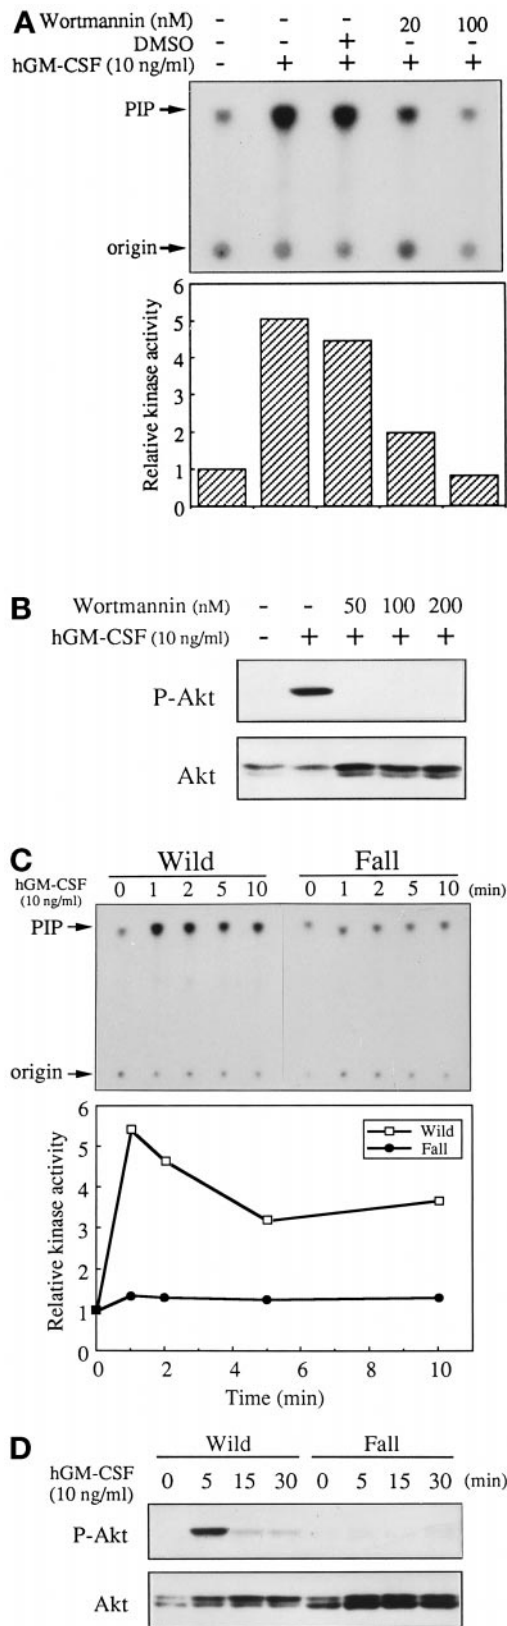 A Wortmannin (nM) - - - 20 100
DMSO - - + - -
hGM-CSF (10 ng/ml) - + + + +
PIP
origin
6
5
4
3
2
1
0
Relative kinase activity
B Wortmannin (nM) - - 50 100 200
hGM-CSF (10 ng/ml) - + + + +
P-Akt
Akt
C Wild Fall
hGM-CSF (10 ng/ml) 0 1 2 5 10 0 1 2 5 10 (min)
PIP
origin
6
5
4
3
2
1
0
Relative kinase activity
Wild
Fall
0 2 4 6 8 10
Time (min)
D Wild Fall
hGM-CSF (10 ng/ml) 0 5 15 30 0 5 15 30 (min)
P-Akt
Akt